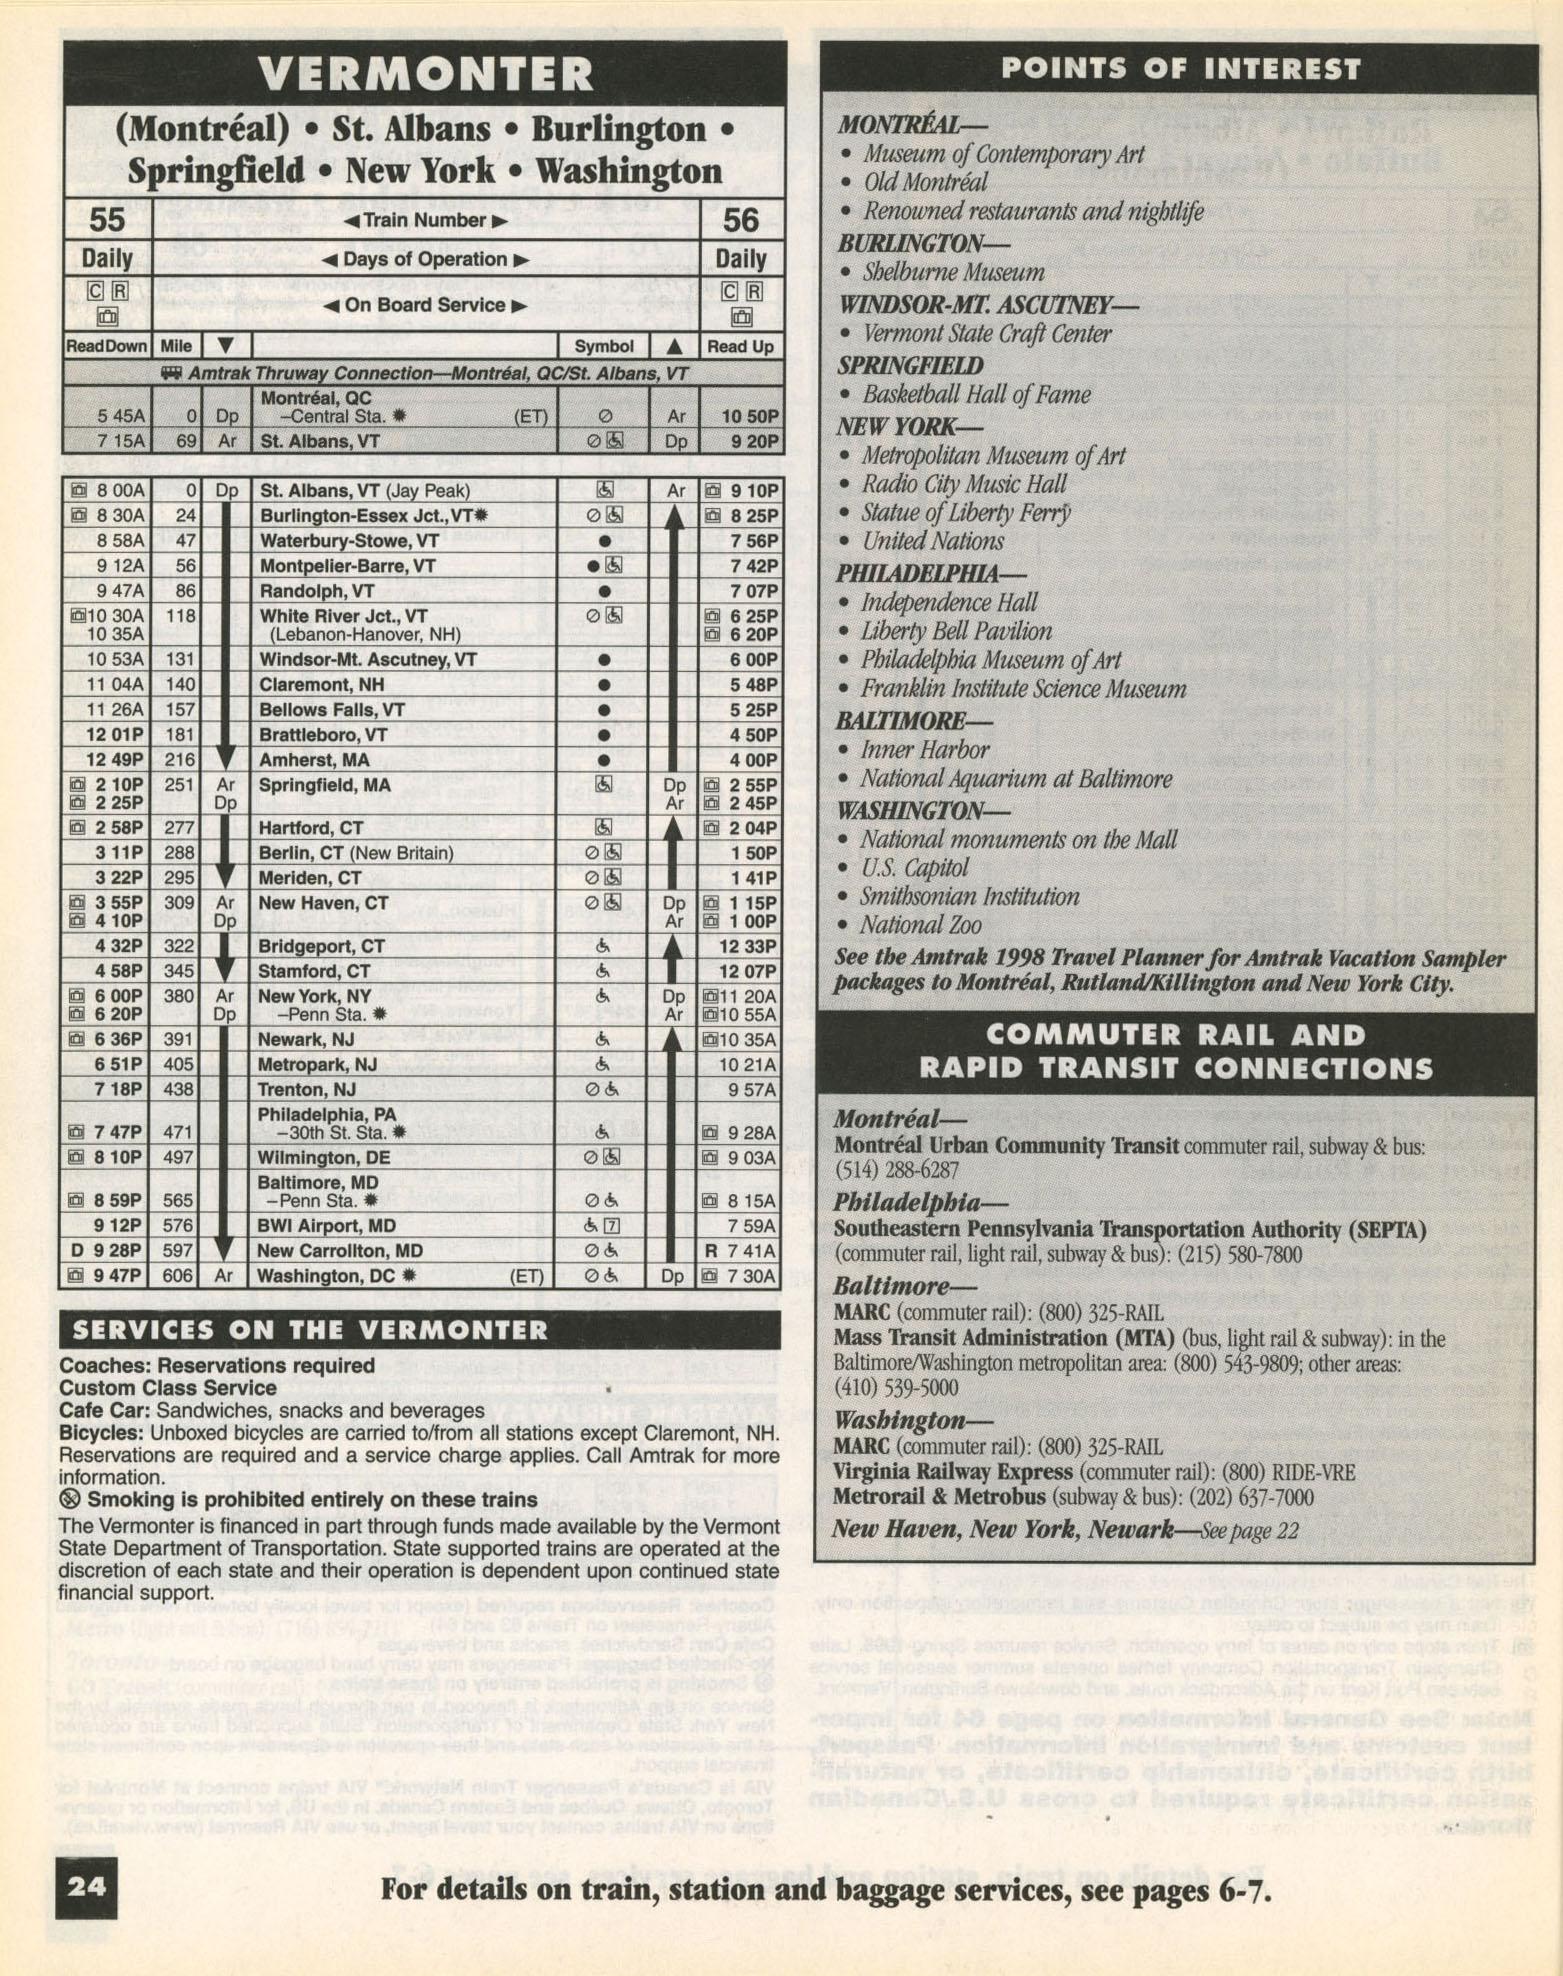 VERMONTER
(Montréal) • St. Albans • Burlington •
Springfield • New York • Washington
55 ◄ Train Number ► 56
Daily ◄ Days of Operation ► Daily
C R ◄ On Board Service ► C R
Read Down Mile ▼ Symbol ▲ Read Up
Amtrak Thruway Connection—Montréal, QC/St. Albans, VT
Montréal, QC
5 45A 0 Dp –Central Sta. ✹ (ET) ∅ Ar 10 50P
7 15A 69 Ar St. Albans, VT ∅ ♿ Dp 9 20P
8 00A 0 Dp St. Albans, VT (Jay Peak) ♿ Ar 9 10P
8 30A 24 Burlington-Essex Jct., VT✹ ∅ ♿ 8 25P
8 58A 47 Waterbury-Stowe, VT ● 7 56P
9 12A 56 Montpelier-Barre, VT ● ♿ 7 42P
9 47A 86 Randolph, VT ● 7 07P
10 30A 118 White River Jct., VT ∅ ♿ 6 25P
10 35A (Lebanon-Hanover, NH) 6 20P
10 53A 131 Windsor-Mt. Ascutney, VT ● 6 00P
11 04A 140 Claremont, NH ● 5 48P
11 26A 157 Bellows Falls, VT ● 5 25P
12 01P 181 Brattleboro, VT ● 4 50P
12 49P 216 Amherst, MA ● 4 00P
2 10P 251 Ar Springfield, MA ♿ Dp 2 55P
2 25P Dp Ar 2 45P
2 58P 277 Hartford, CT ♿ 2 04P
3 11P 288 Berlin, CT (New Britain) ∅ ♿ 1 50P
3 22P 295 Meriden, CT ∅ ♿ 1 41P
3 55P 309 Ar New Haven, CT ∅ ♿ Dp 1 15P
4 10P Dp Ar 1 00P
4 32P 322 Bridgeport, CT ♿ 12 33P
4 58P 345 Stamford, CT ♿ 12 07P
6 00P 380 Ar New York, NY ♿ Dp 11 20A
6 20P Dp –Penn Sta. ✹ Ar 10 55A
6 36P 391 Newark, NJ ♿ 10 35A
6 51P 405 Metropark, NJ ♿ 10 21A
7 18P 438 Trenton, NJ ∅ ♿ 9 57A
Philadelphia, PA
7 47P 471 –30th St. Sta. ✹ ♿ 9 28A
8 10P 497 Wilmington, DE ∅ ♿ 9 03A
Baltimore, MD
8 59P 565 –Penn Sta. ✹ ∅ ♿ 8 15A
9 12P 576 BWI Airport, MD ♿ 7 7 59A
D 9 28P 597 New Carrollton, MD ∅ ♿ R 7 41A
9 47P 606 Ar Washington, DC ✹ (ET) ∅ ♿ Dp 7 30A
SERVICES ON THE VERMONTER
Coaches: Reservations required
Custom Class Service
Cafe Car: Sandwiches, snacks and beverages
Bicycles: Unboxed bicycles are carried to/from all stations except Claremont, NH.
Reservations are required and a service charge applies. Call Amtrak for more
information.
Smoking is prohibited entirely on these trains
The Vermonter is financed in part through funds made available by the Vermont
State Department of Transportation. State supported trains are operated at the
discretion of each state and their operation is dependent upon continued state
financial support.
POINTS OF INTEREST
MONTRÉAL—
• Museum of Contemporary Art
• Old Montréal
• Renowned restaurants and nightlife
BURLINGTON—
• Shelburne Museum
WINDSOR-MT. ASCUTNEY—
• Vermont State Craft Center
SPRINGFIELD
• Basketball Hall of Fame
NEW YORK—
• Metropolitan Museum of Art
• Radio City Music Hall
• Statue of Liberty Ferry
• United Nations
PHILADELPHIA—
• Independence Hall
• Liberty Bell Pavilion
• Philadelphia Museum of Art
• Franklin Institute Science Museum
BALTIMORE—
• Inner Harbor
• National Aquarium at Baltimore
WASHINGTON—
• National monuments on the Mall
• U.S. Capitol
• Smithsonian Institution
• National Zoo
See the Amtrak 1998 Travel Planner for Amtrak Vacation Sampler
packages to Montréal, Rutland/Killington and New York City.
COMMUTER RAIL AND
RAPID TRANSIT CONNECTIONS
Montréal—
Montréal Urban Community Transit commuter rail, subway & bus:
(514) 288-6287
Philadelphia—
Southeastern Pennsylvania Transportation Authority (SEPTA)
(commuter rail, light rail, subway & bus): (215) 580-7800
Baltimore—
MARC (commuter rail): (800) 325-RAIL
Mass Transit Administration (MTA) (bus, light rail & subway): in the
Baltimore/Washington metropolitan area: (800) 543-9809; other areas:
(410) 539-5000
Washington—
MARC (commuter rail): (800) 325-RAIL
Virginia Railway Express (commuter rail): (800) RIDE-VRE
Metrorail & Metrobus (subway & bus): (202) 637-7000
New Haven, New York, Newark—See page 22
24 For details on train, station and baggage services, see pages 6-7.